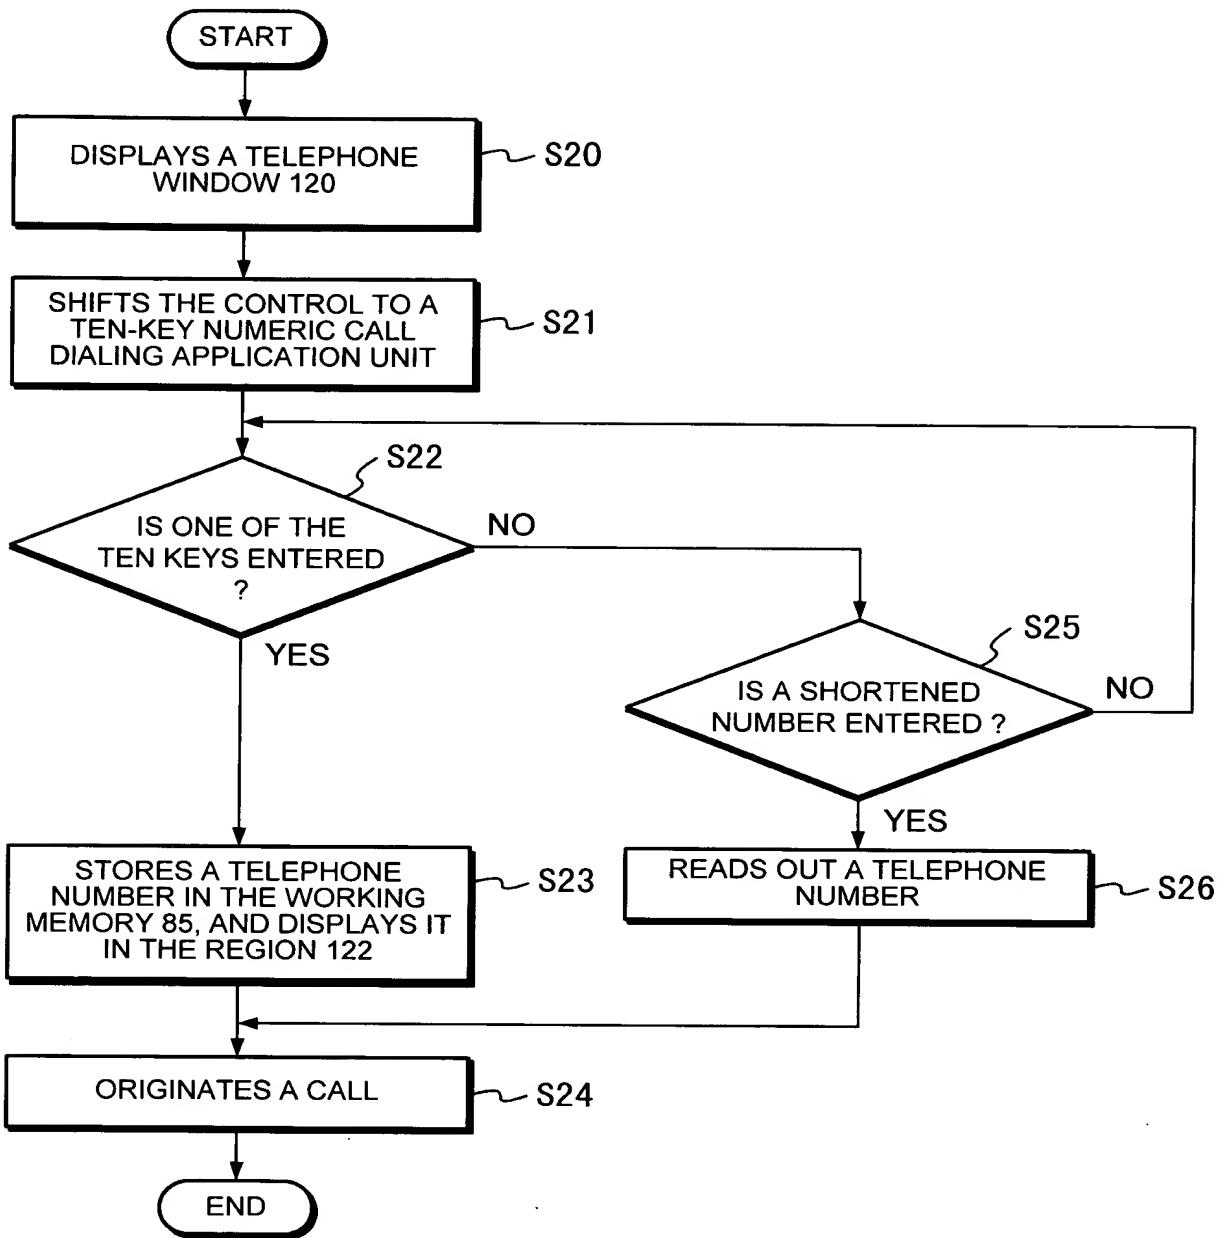 START
DISPLAYS A TELEPHONE
WINDOW 120
S20
SHIFTS THE CONTROL TO A
TEN-KEY NUMERIC CALL
DIALING APPLICATION UNIT
S21
S22
IS ONE OF THE
TEN KEYS ENTERED
?
NO
YES
S25
IS A SHORTENED
NUMBER ENTERED ?
NO
YES
STORES A TELEPHONE
NUMBER IN THE WORKING
MEMORY 85, AND DISPLAYS IT
IN THE REGION 122
S23
READS OUT A TELEPHONE
NUMBER
S26
ORIGINATES A CALL
S24
END